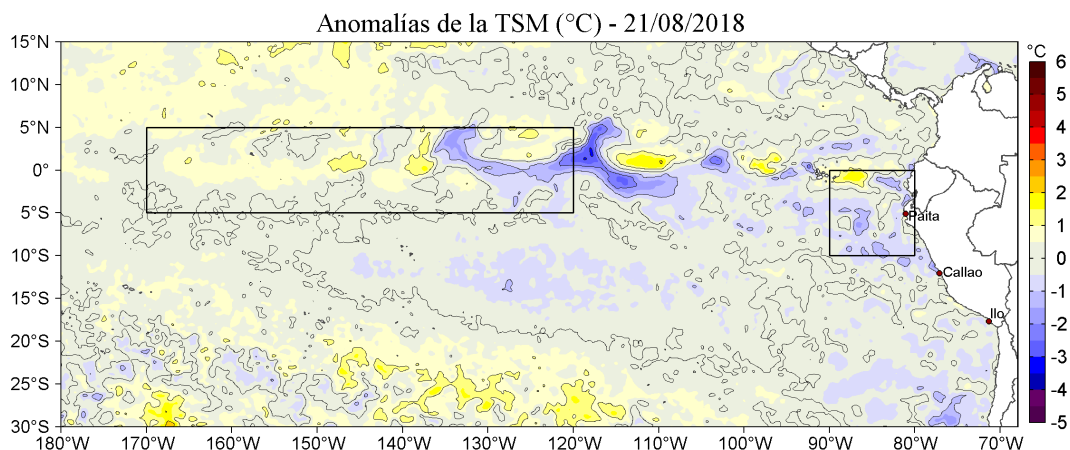 Anomalías de la TSM (°C) - 21/08/2018
15°N
10°N
5°N
0°
5°S
10°S
15°S
20°S
25°S
30°S
180°W
170°W
160°W
150°W
140°W
130°W
120°W
110°W
100°W
90°W
80°W
70°W
Paita
Callao
Ilo
°C
6
5
4
3
2
1
0
-1
-2
-3
-4
-5